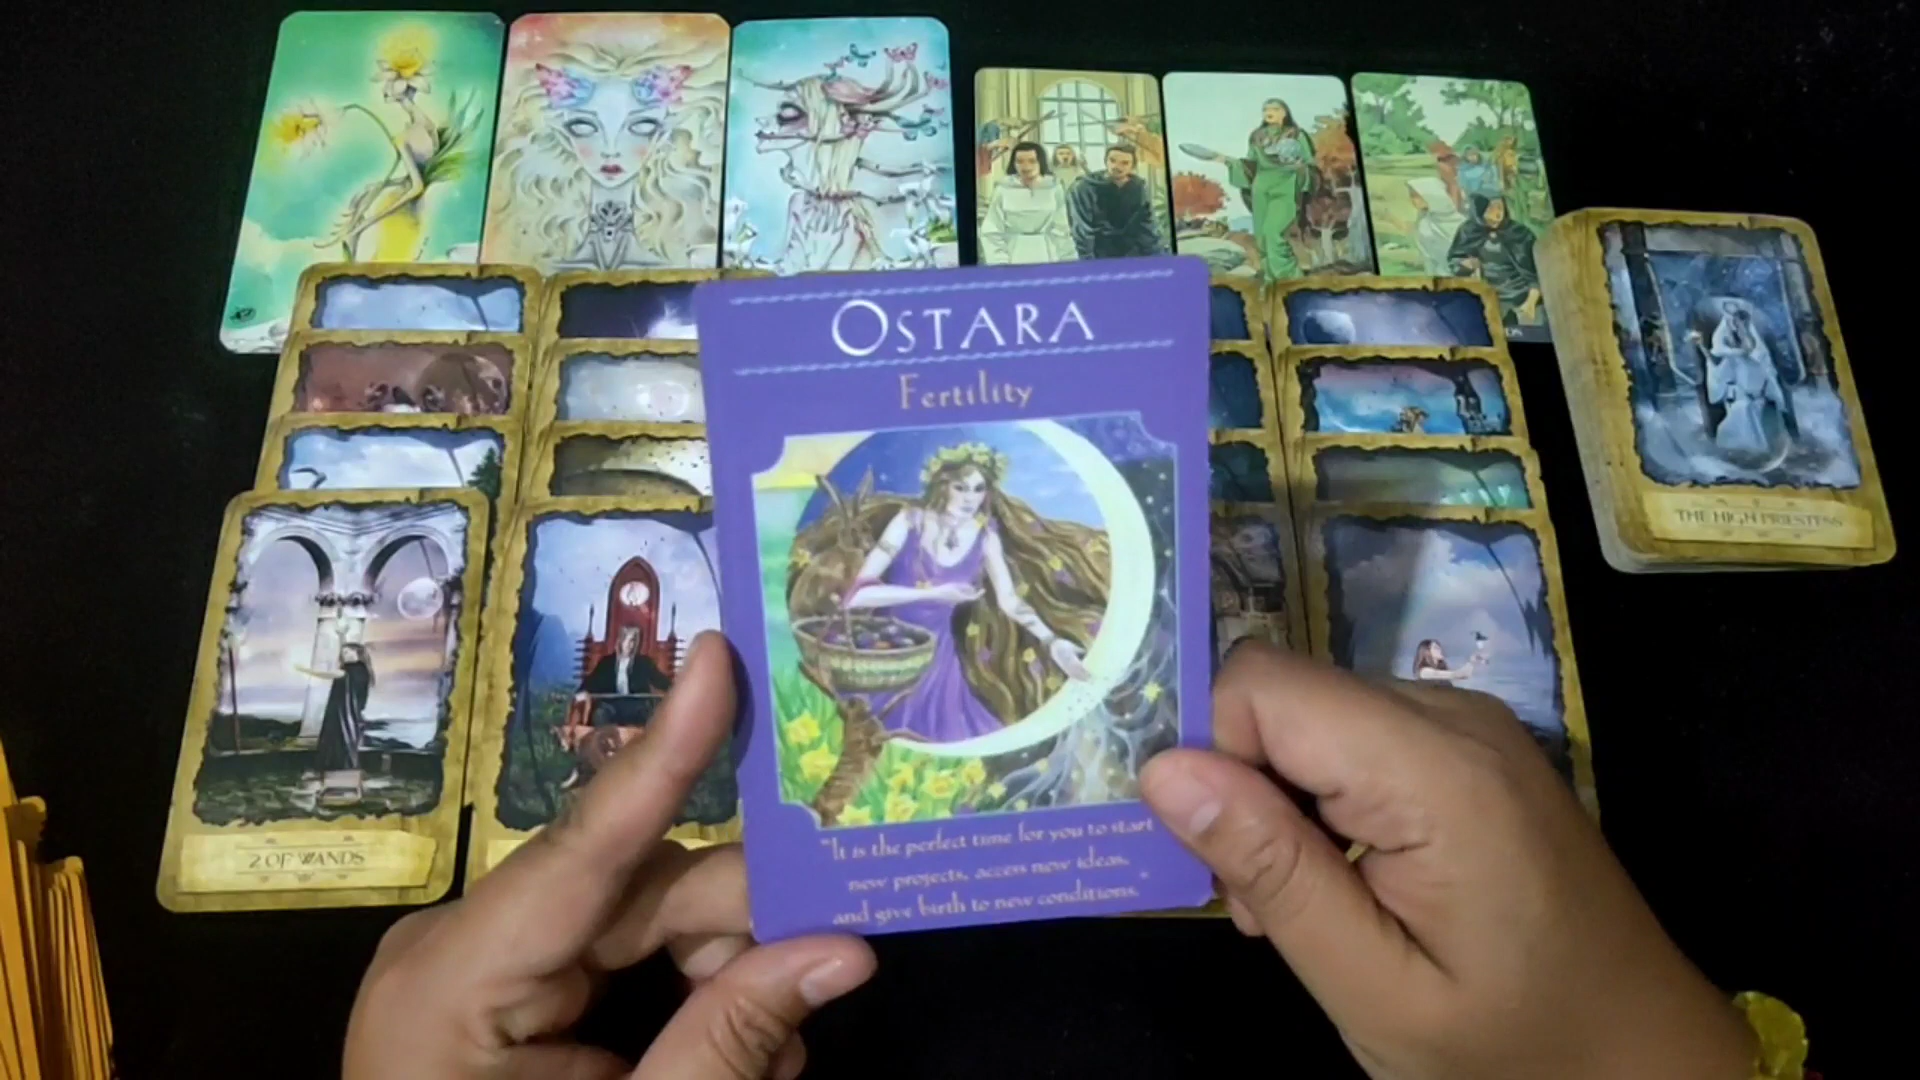 OSTARA
Fertility
"It is the perfect time for you to start
new projects, access new ideas,
and give birth to new conditions."
THE HIGH PRIESTESS
2 OF WANDS